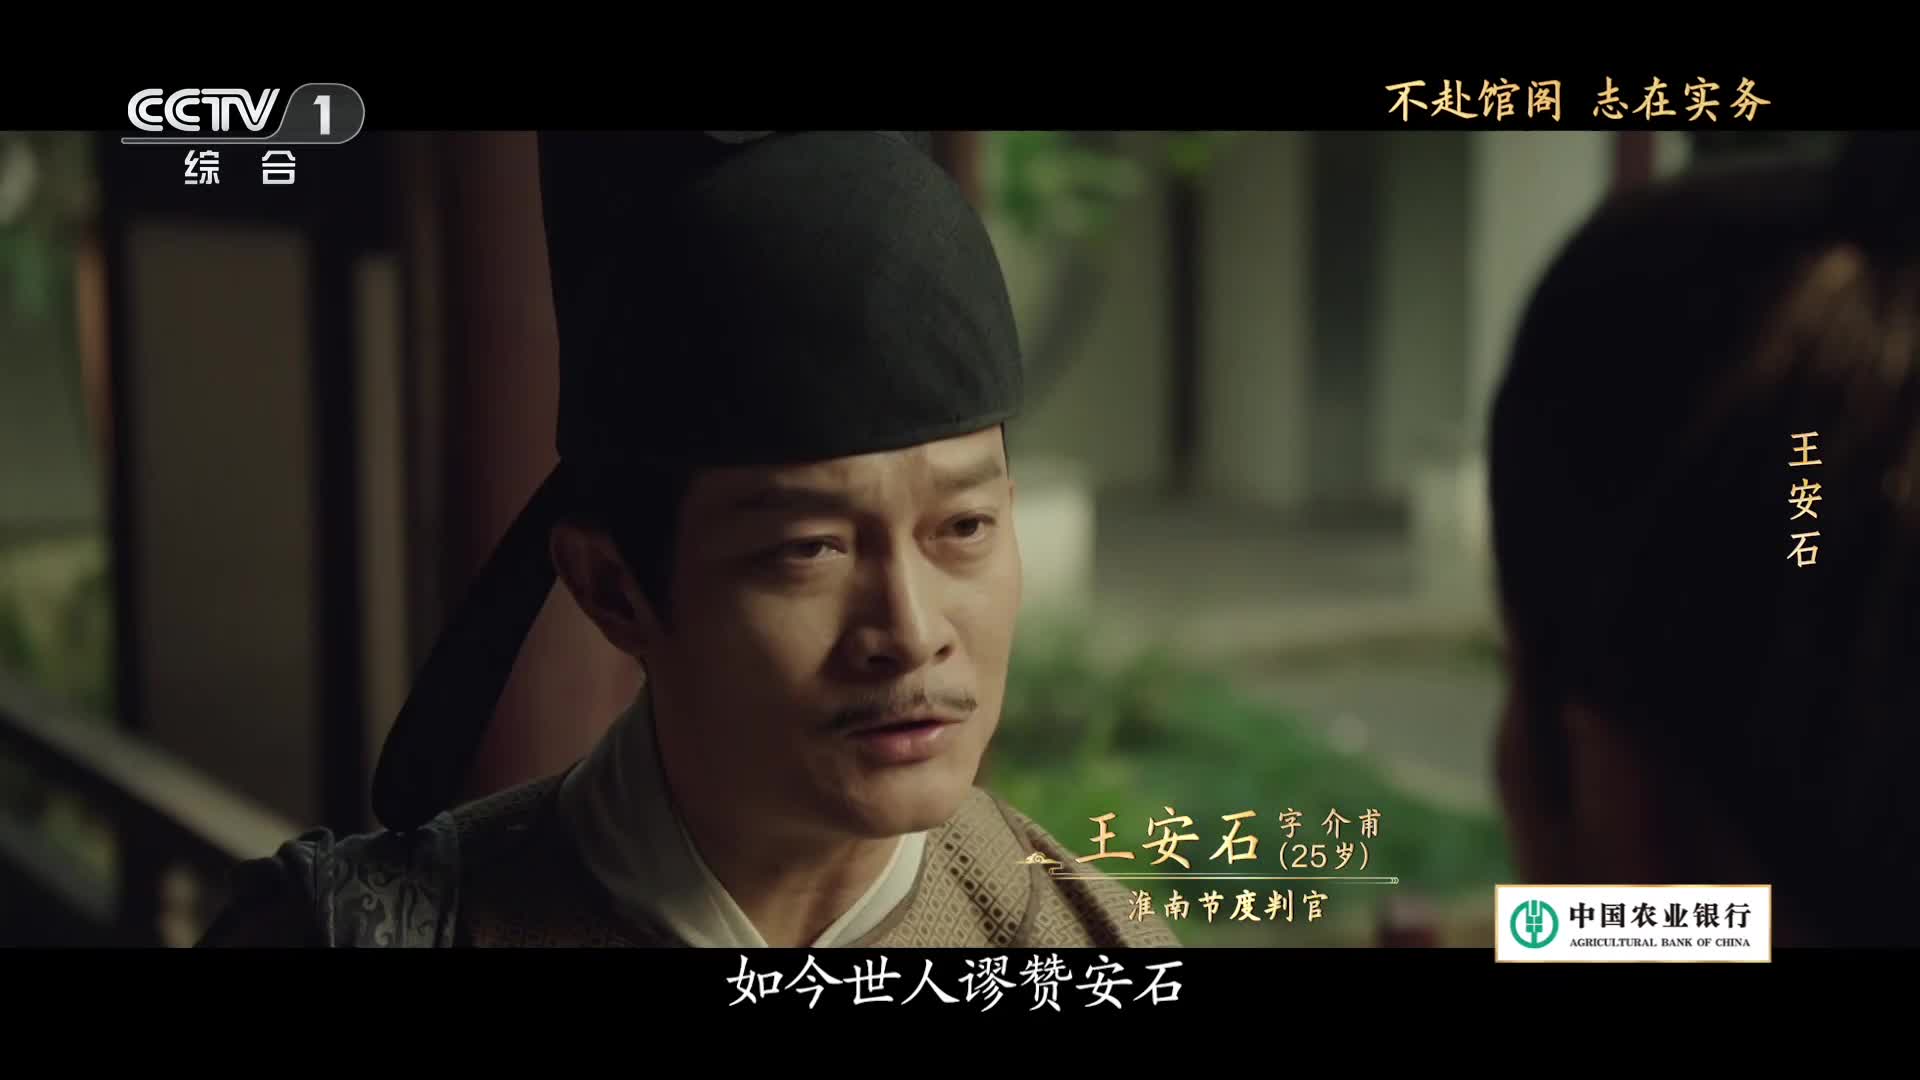 CCTV 1
综合
不赴馆阁 志在实务
王安石
王安石 字 介甫
(25岁)
淮南节度判官
中国农业银行
AGRICULTURAL BANK OF CHINA
如今世人谬赞安石